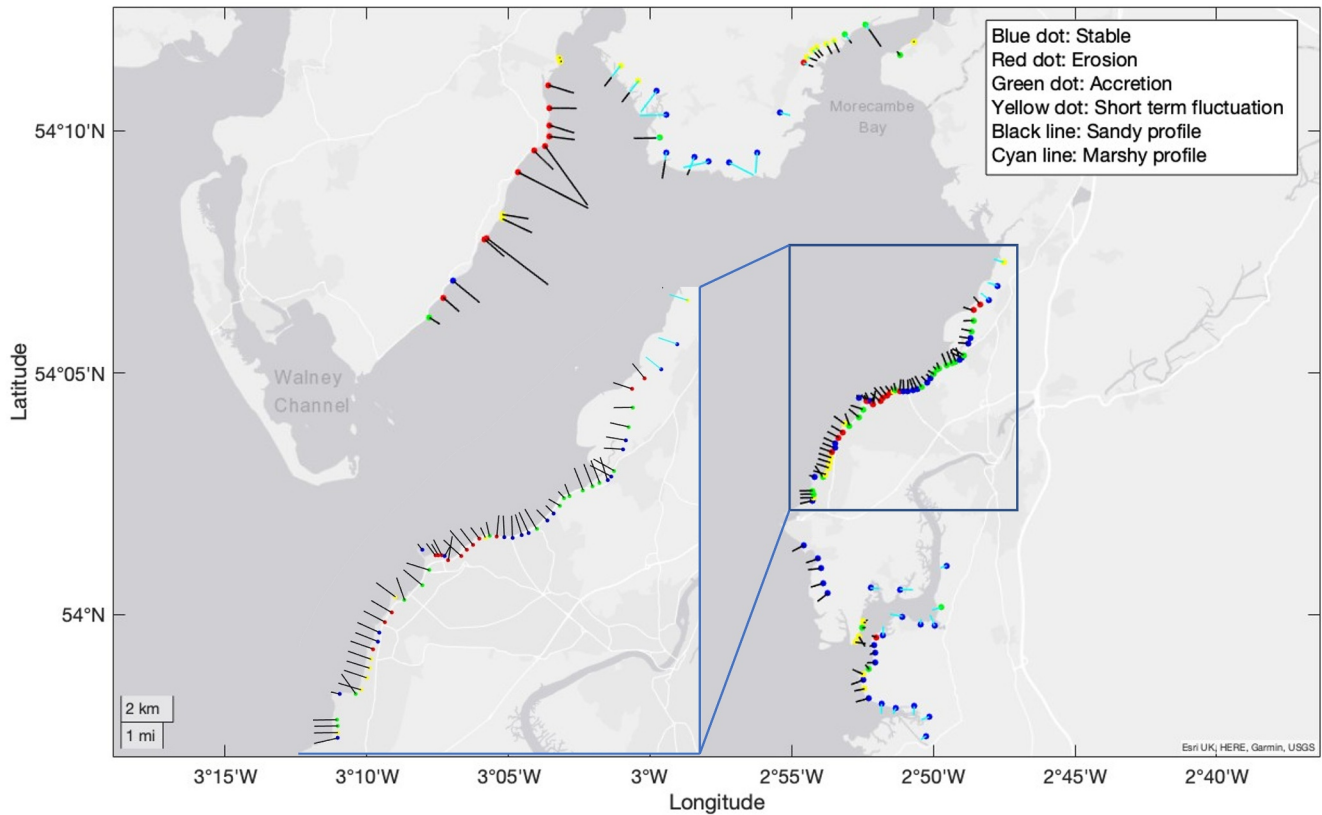 Blue dot: Stable
Red dot: Erosion
Green dot: Accretion
Yellow dot: Short term fluctuation
Black line: Sandy profile
Cyan line: Marshy profile
Morecambe
Bay
54°10'N
54°05'N
54°N
Latitude
Walney
Channel
2 km
1 mi
Esri UK, HERE, Garmin, USGS
3°15'W
3°10'W
3°05'W
3°W
2°55'W
2°50'W
2°45'W
2°40'W
Longitude